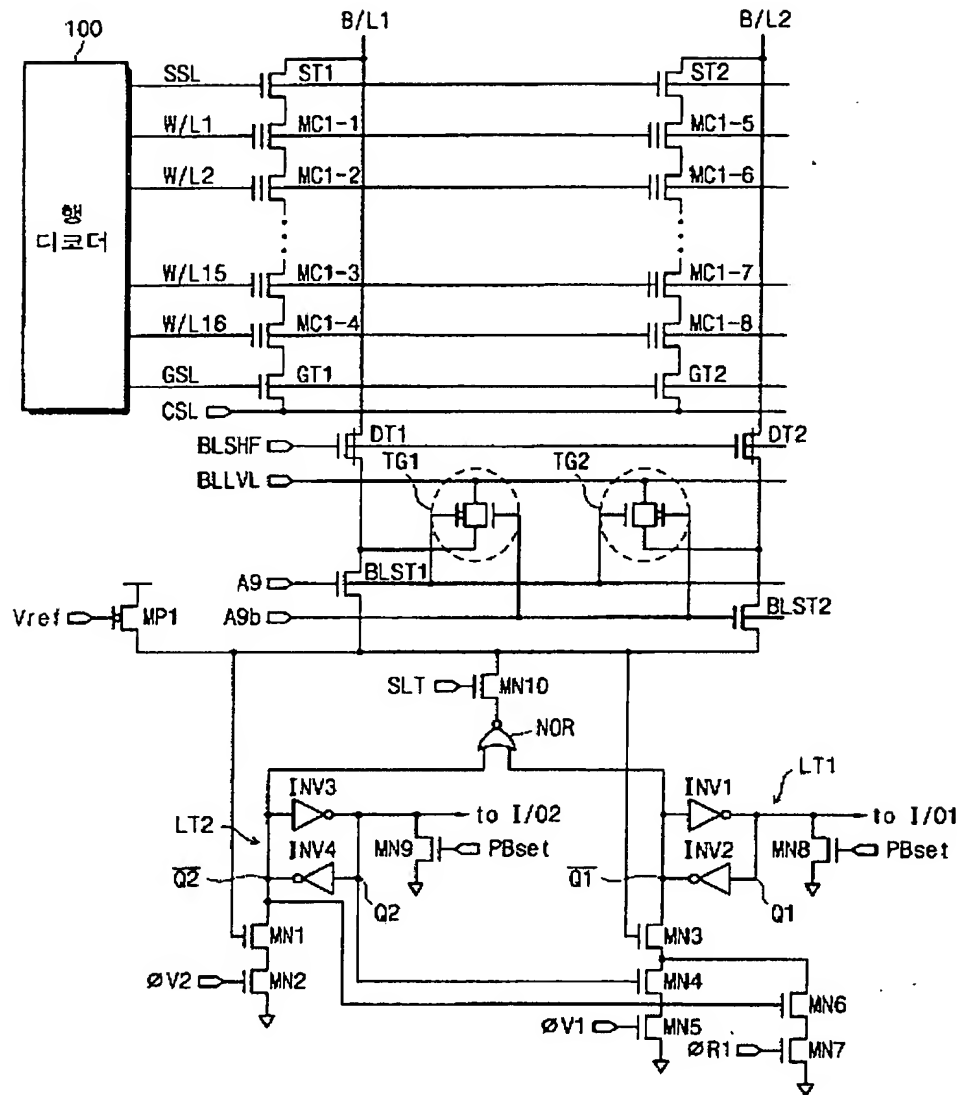 B/L1
B/L2
100
행
디코더
SSL
ST1
ST2
W/L1
MC1-1
MC1-5
W/L2
MC1-2
MC1-6
W/L15
MC1-3
MC1-7
W/L16
MC1-4
MC1-8
GSL
GT1
GT2
CSL
BLSHF
DT1
DT2
TG1
TG2
BLLVL
A9
BLST1
A9b
BLST2
Vref
MP1
SLT
MN10
NOR
INV3
to I/O2
INV1
LT1
to I/O1
LT2
INV4
MN9
PBset
INV2
MN8
PBset
Q2
Q2
Q1
Q1
MN1
MN3
ØV2
MN2
MN4
MN6
ØV1
MN5
ØR1
MN7